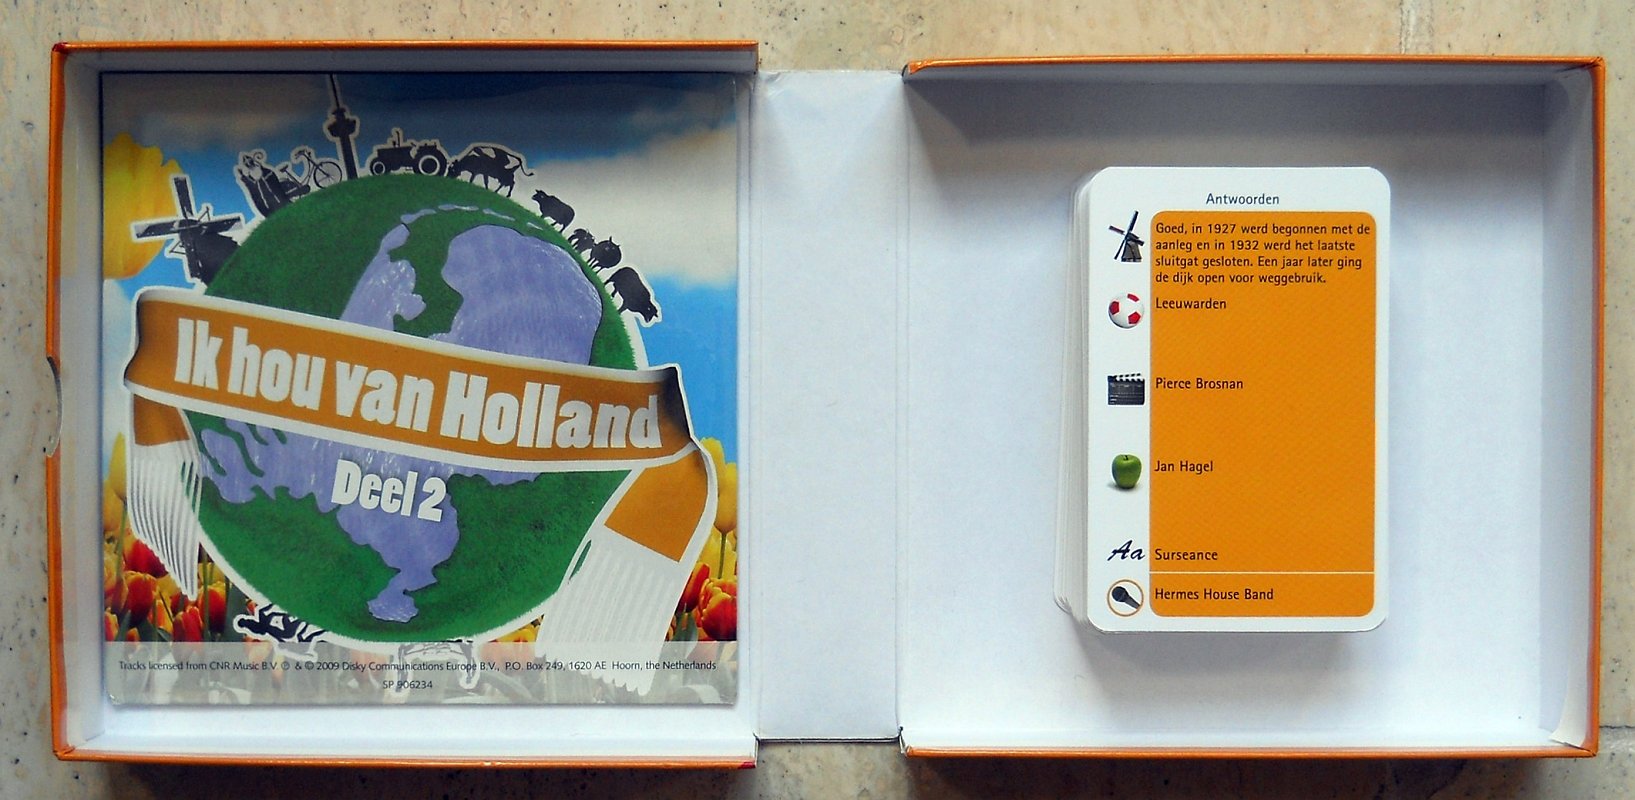 Ik hou van Holland
Deel 2
Tracks licensed from CNR Music B.V. ℗ & © 2009 Disky Communications Europe B.V., P.O. Box 249, 1620 AE Hoorn, the Netherlands
SP 906234
Antwoorden
Goed, in 1927 werd begonnen met de
aanleg en in 1932 werd het laatste
sluitgat gesloten. Een jaar later ging
de dijk open voor weggebruik.
Leeuwarden
Pierce Brosnan
Jan Hagel
Aa Surseance
Hermes House Band